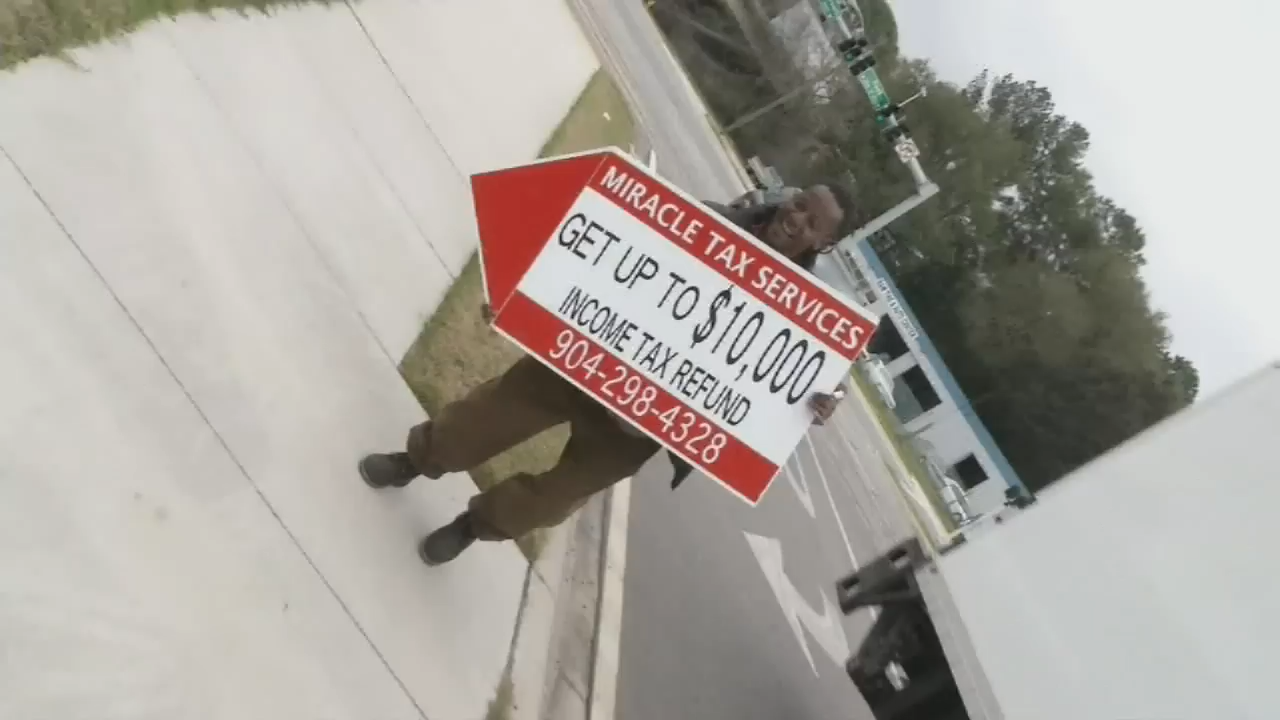 MIRACLE TAX SERVICES
GET UP TO $10,000
INCOME TAX REFUND
904-298-4328